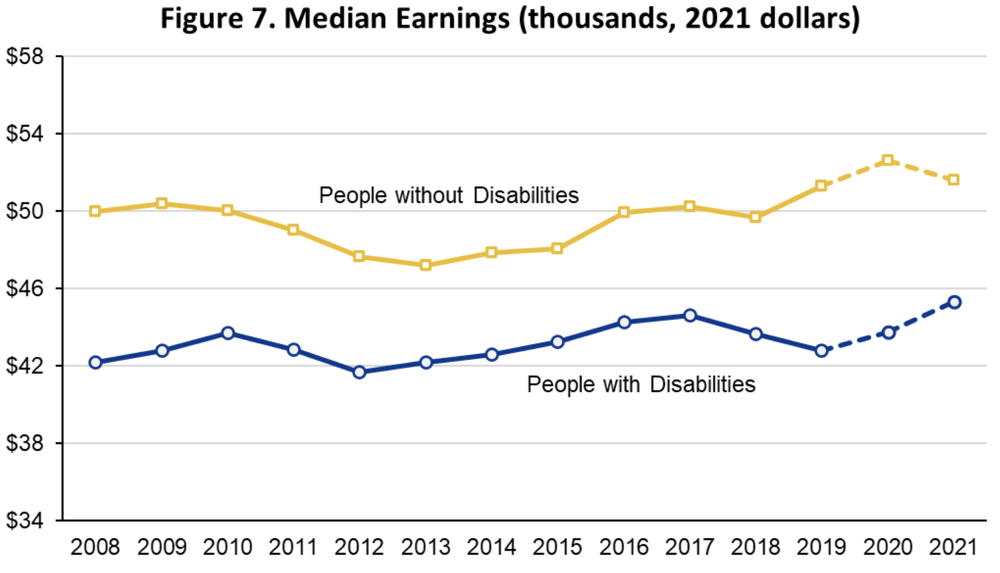 Figure 7. Median Earnings (thousands, 2021 dollars)
$58
$54
$50
$46
$42
$38
$34
People without Disabilities
People with Disabilities
2008 2009 2010 2011 2012 2013 2014 2015 2016 2017 2018 2019 2020 2021